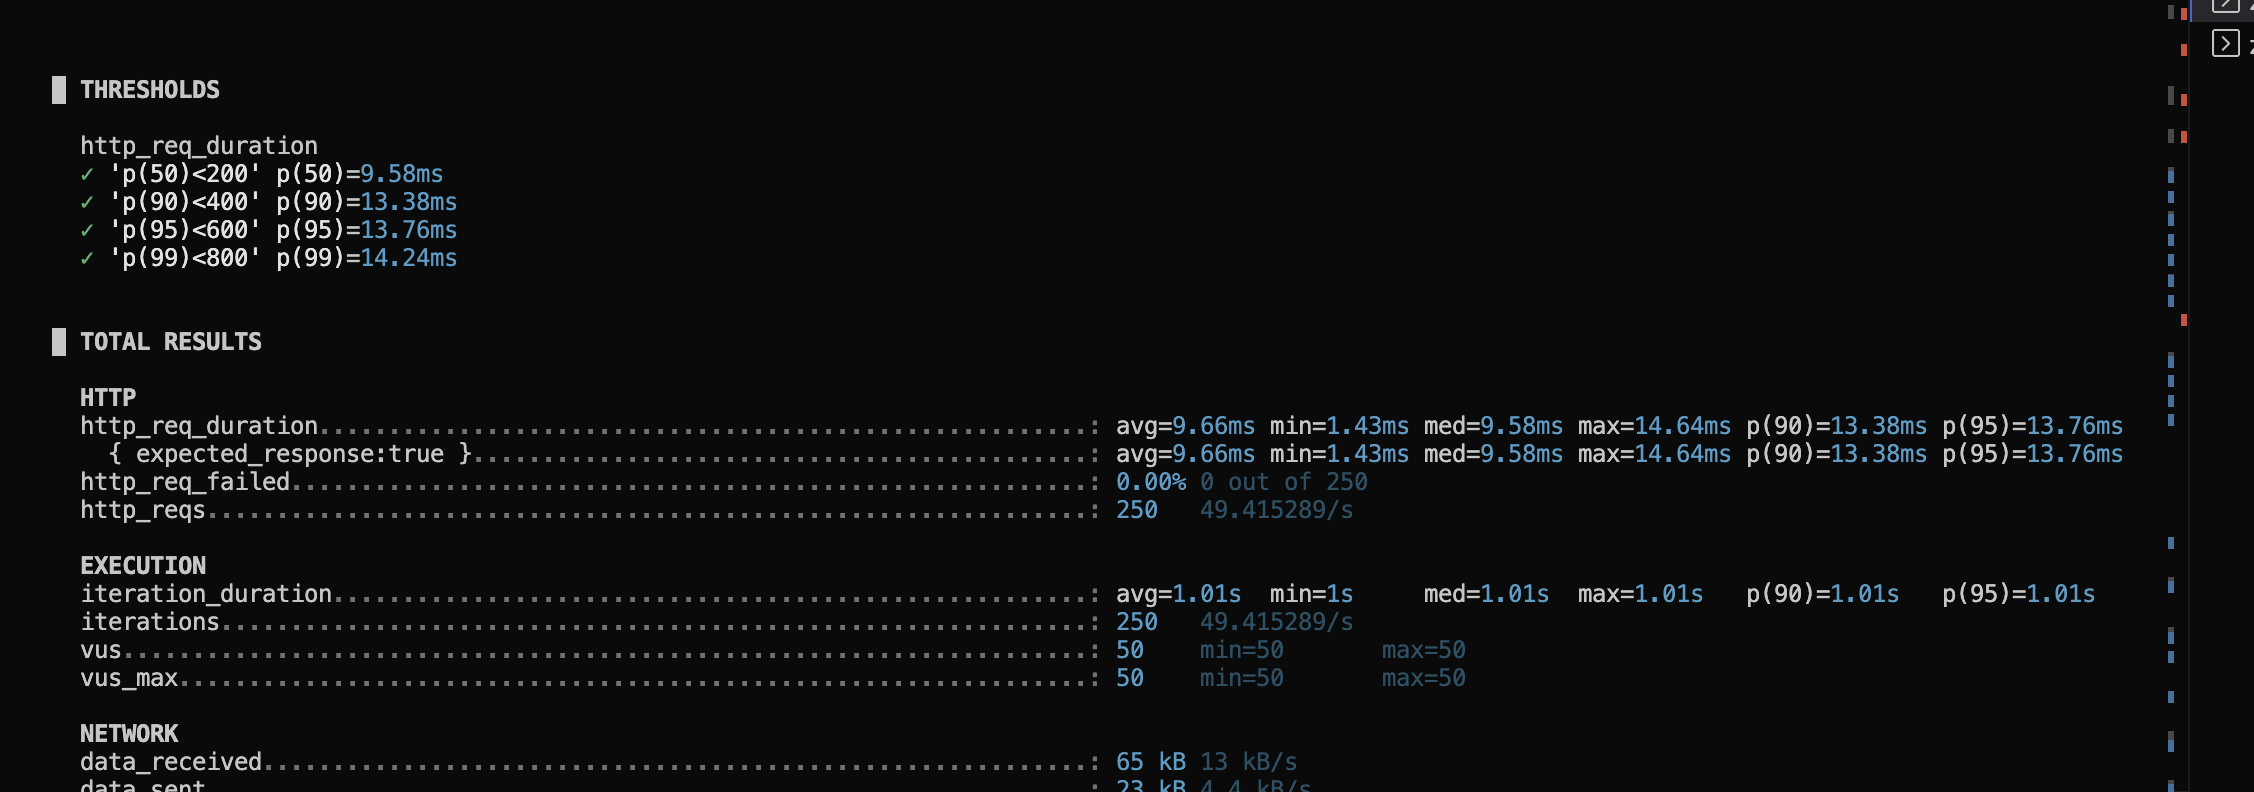 THRESHOLDS
http_req_duration
✓ 'p(50)<200' p(50)=9.58ms
✓ 'p(90)<400' p(90)=13.38ms
✓ 'p(95)<600' p(95)=13.76ms
✓ 'p(99)<800' p(99)=14.24ms
TOTAL RESULTS
HTTP
http_req_duration.......................................................: avg=9.66ms min=1.43ms med=9.58ms max=14.64ms p(90)=13.38ms p(95)=13.76ms
{ expected_response:true }............................................: avg=9.66ms min=1.43ms med=9.58ms max=14.64ms p(90)=13.38ms p(95)=13.76ms
http_req_failed.........................................................: 0.00% 0 out of 250
http_reqs...............................................................: 250 49.415289/s
EXECUTION
iteration_duration......................................................: avg=1.01s min=1s med=1.01s max=1.01s p(90)=1.01s p(95)=1.01s
iterations..............................................................: 250 49.415289/s
vus.....................................................................: 50 min=50 max=50
vus_max.................................................................: 50 min=50 max=50
NETWORK
data_received...........................................................: 65 kB 13 kB/s
data_sent...............................................................: 23 kB 4.4 kB/s